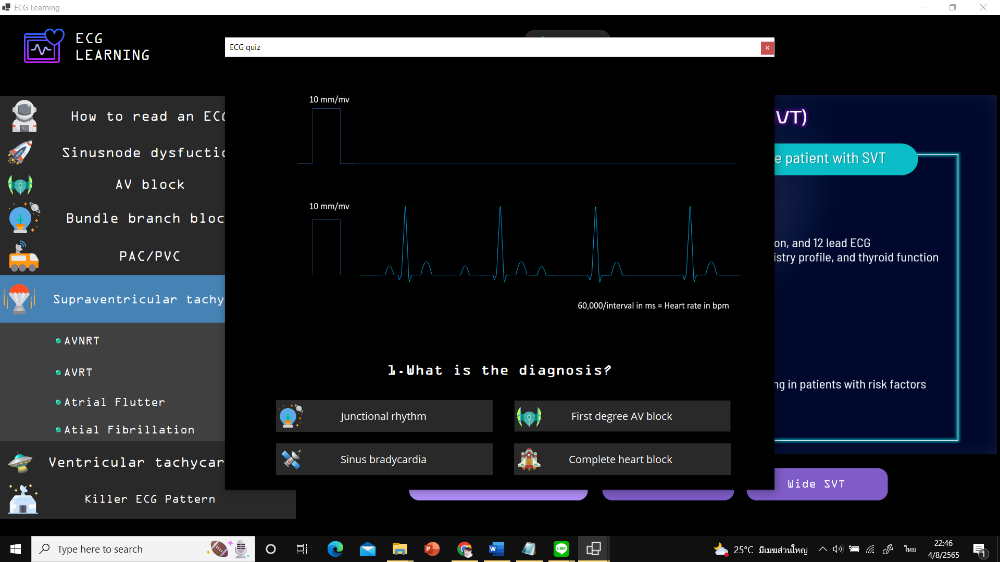 ECG Learning
ECG
LEARNING
ECG quiz
How to read an ECG
Sinusnode dysfuctio
AV block
Bundle branch bloc
PAC/PVC
Supraventricular tachy
AVNRT
AVRT
Atrial Flutter
Atial Fibrillation
Ventricular tachycar
Killer ECG Pattern
10 mm/mv
10 mm/mv
60,000/interval in ms = Heart rate in bpm
1.What is the diagnosis?
Junctional rhythm
First degree AV block
Sinus bradycardia
Complete heart block
SVT)
e patient with SVT
on, and 12 lead ECG
istry profile, and thyroid function
ng in patients with risk factors
Wide SVT
Type here to search
25°C มีเมฆส่วนใหญ่
ไทย
22:46
4/8/2565
1